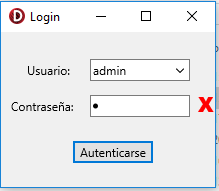 Login
Usuario: admin
Contraseña: •
Autenticarse